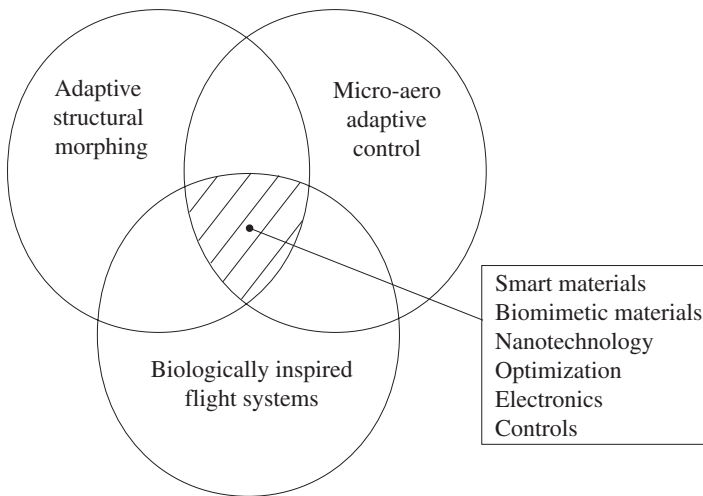 Adaptive
structural
morphing
Micro-aero
adaptive
control
Biologically inspired
flight systems
Smart materials
Biomimetic materials
Nanotechnology
Optimization
Electronics
Controls